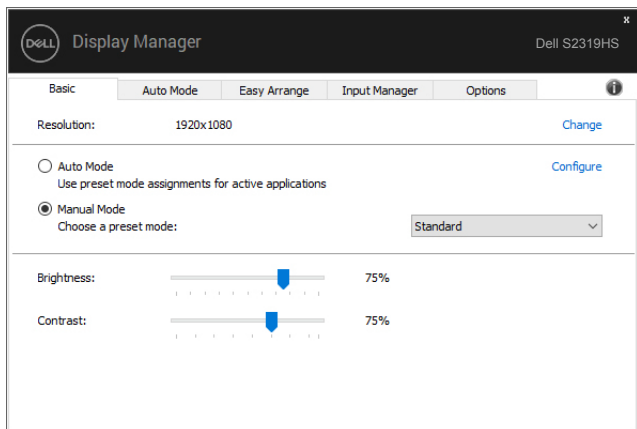 x
DELL Display Manager Dell S2319HS
Basic Auto Mode Easy Arrange Input Manager Options i
Resolution: 1920x1080 Change
Auto Mode Configure
Use preset mode assignments for active applications
Manual Mode
Choose a preset mode: Standard
Brightness: 75%
Contrast: 75%